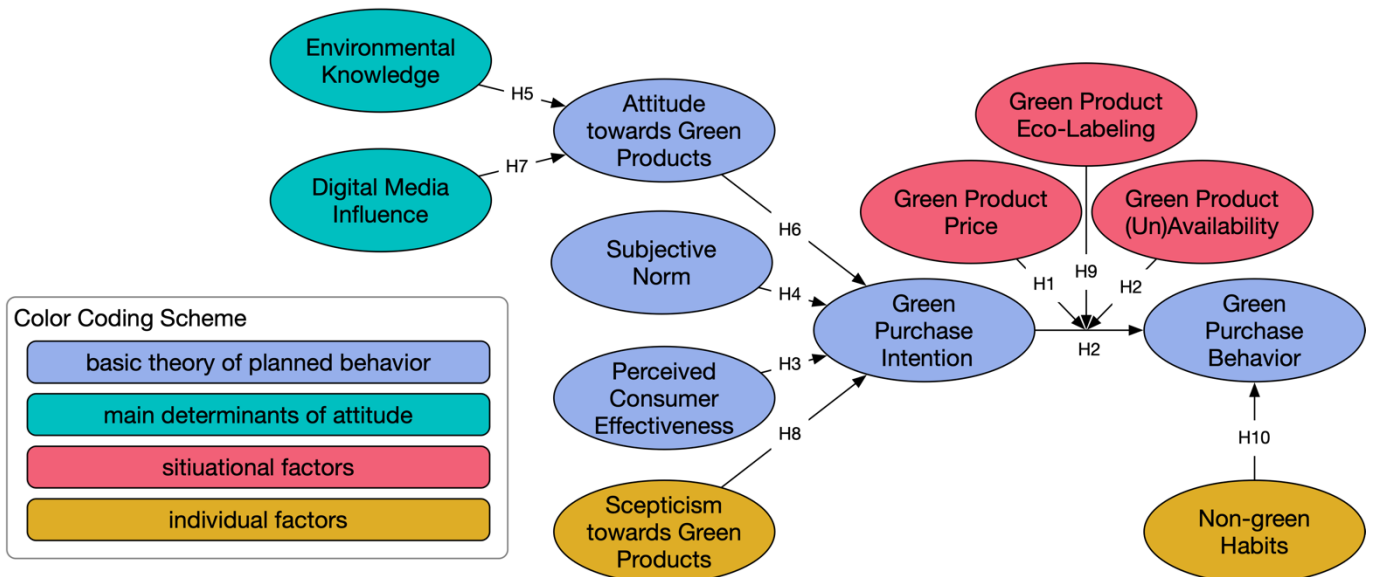 Environmental
Knowledge
H5
Digital Media
Influence
H7
Attitude
towards Green
Products
H6
Subjective
Norm
H4
Perceived
Consumer
Effectiveness
H3
H8
Scepticism
towards Green
Products
Green
Purchase
Intention
Green Product
Eco-Labeling
Green Product
Price
Green Product
(Un)Availability
H1
H9
H2
H2
Green
Purchase
Behavior
H10
Non-green
Habits
Color Coding Scheme
basic theory of planned behavior
main determinants of attitude
sitiuational factors
individual factors